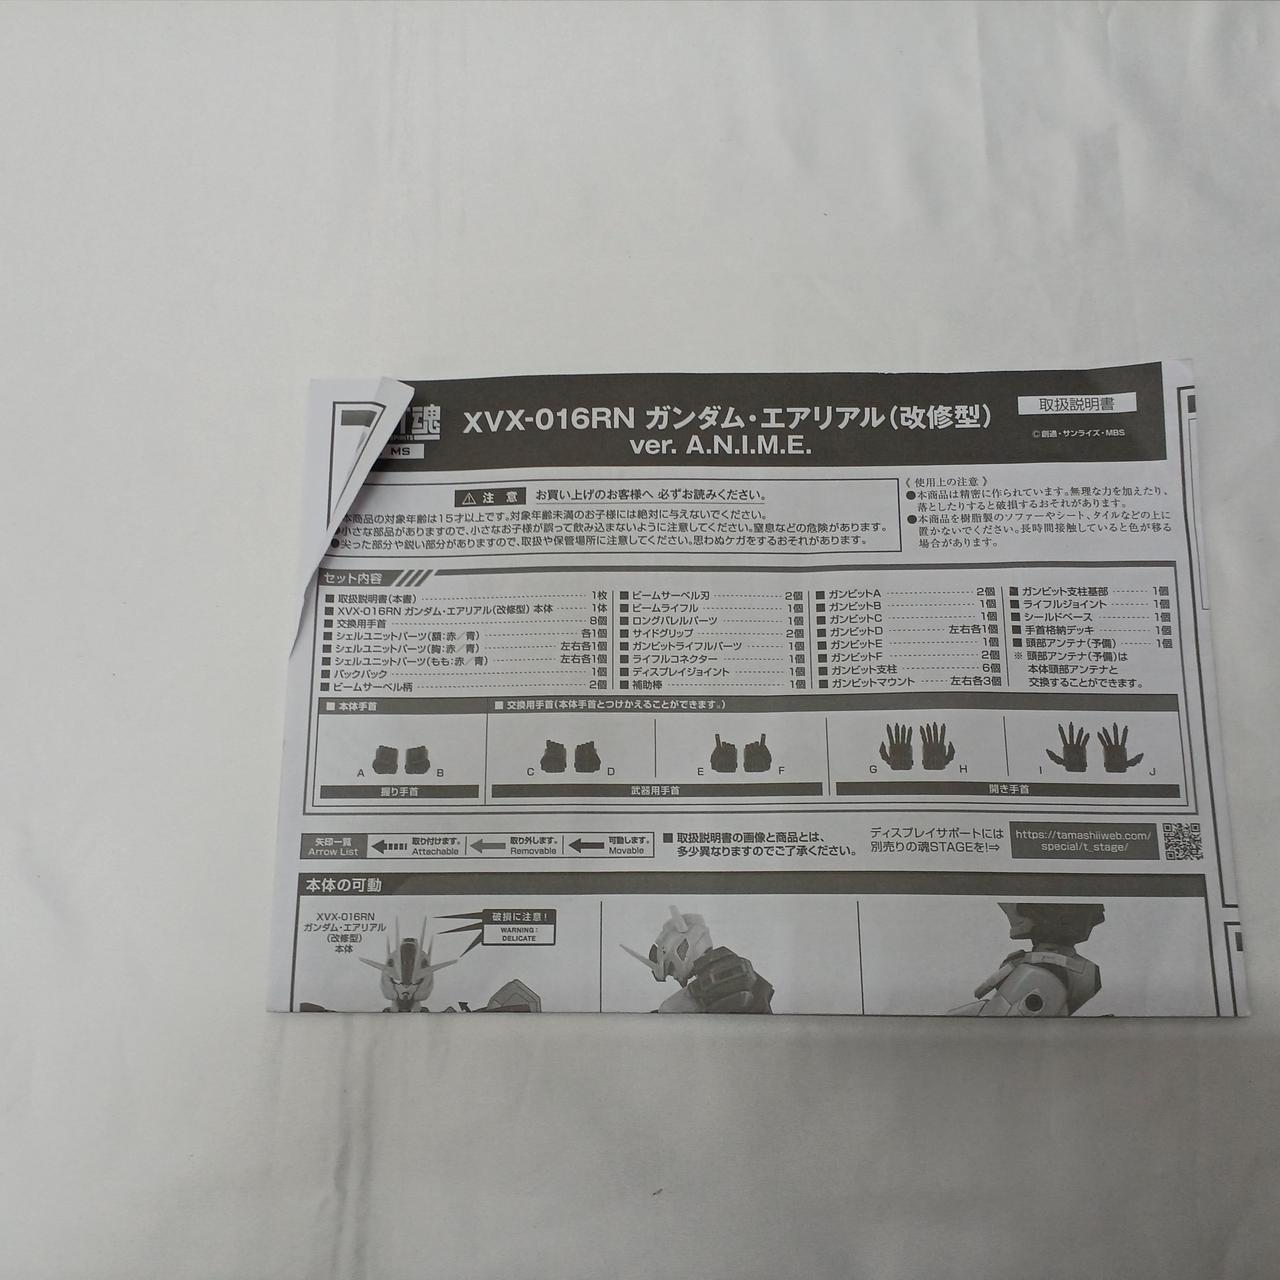 魂
MS
XVX-016RN ガンダム・エアリアル(改修型)
ver. A.N.I.M.E.
取扱説明書
©創通・サンライズ・MBS
注 意 お買い上げのお客様へ 必ずお読みください。
本商品の対象年齢は15才以上です。対象年齢未満のお子様には絶対に与えないでください。
小さな部品がありますので、小さなお子様が誤って飲み込まないように注意してください。窒息などの危険があります。
●尖った部分や鋭い部分がありますので、取扱や保管場所に注意してください。思わぬケガをするおそれがあります。
《 使用上の注意 》
●本商品は精密に作られています。無理な力を加えたり、
落としたりすると破損するおそれがあります。
●本商品を樹脂製のソファーやシート、タイルなどの上に
置かないでください。長時間接触していると色が移る
場合があります。
セット内容
■ 取扱説明書(本書) 1枚
■ XVX-016RN ガンダム・エアリアル(改修型) 本体 1体
■ 交換用手首 8個
■ シェルユニットパーツ(額:赤/青) 各1個
■ シェルユニットパーツ(胸:赤/青) 左右各1個
■ シェルユニットパーツ(もも:赤/青) 左右各1個
■ バックパック 1個
■ ビームサーベル柄 2個
■ ビームサーベル刃 2個
■ ビームライフル 1個
■ ロングバレルパーツ 1個
■ サイドグリップ 2個
■ ガンビットライフルパーツ 1個
■ ライフルコネクター 1個
■ ディスプレイジョイント 1個
■ 補助棒 1個
■ ガンビットA 2個
■ ガンビットB 1個
■ ガンビットC 1個
■ ガンビットD 左右各1個
■ ガンビットE 1個
■ ガンビットF 2個
■ ガンビット支柱 6個
■ ガンビットマウント 左右各3個
■ ガンビット支柱基部 1個
■ ライフルジョイント 1個
■ シールドベース 1個
■ 手首格納デッキ 1個
■ 頭部アンテナ(予備) 1個
※ 頭部アンテナ(予備)は
本体頭部アンテナと
交換することができます。
■ 本体手首
■ 交換用手首(本体手首とつけかえることができます。)
A B C D E F G H I J
握り手首
武器用手首
開き手首
矢印一覧
Arrow List
取り付けます。
Attachable
取り外します。
Removable
可動します。
Movable
■ 取扱説明書の画像と商品とは、
多少異なりますのでご了承ください。
ディスプレイサポートには
別売りの魂STAGEを!⇒
https://tamashiiweb.com/
special/t_stage/
本体の可動
XVX-016RN
ガンダム・エアリアル
(改修型)
本体
破損に注意!
WARNING:
DELICATE